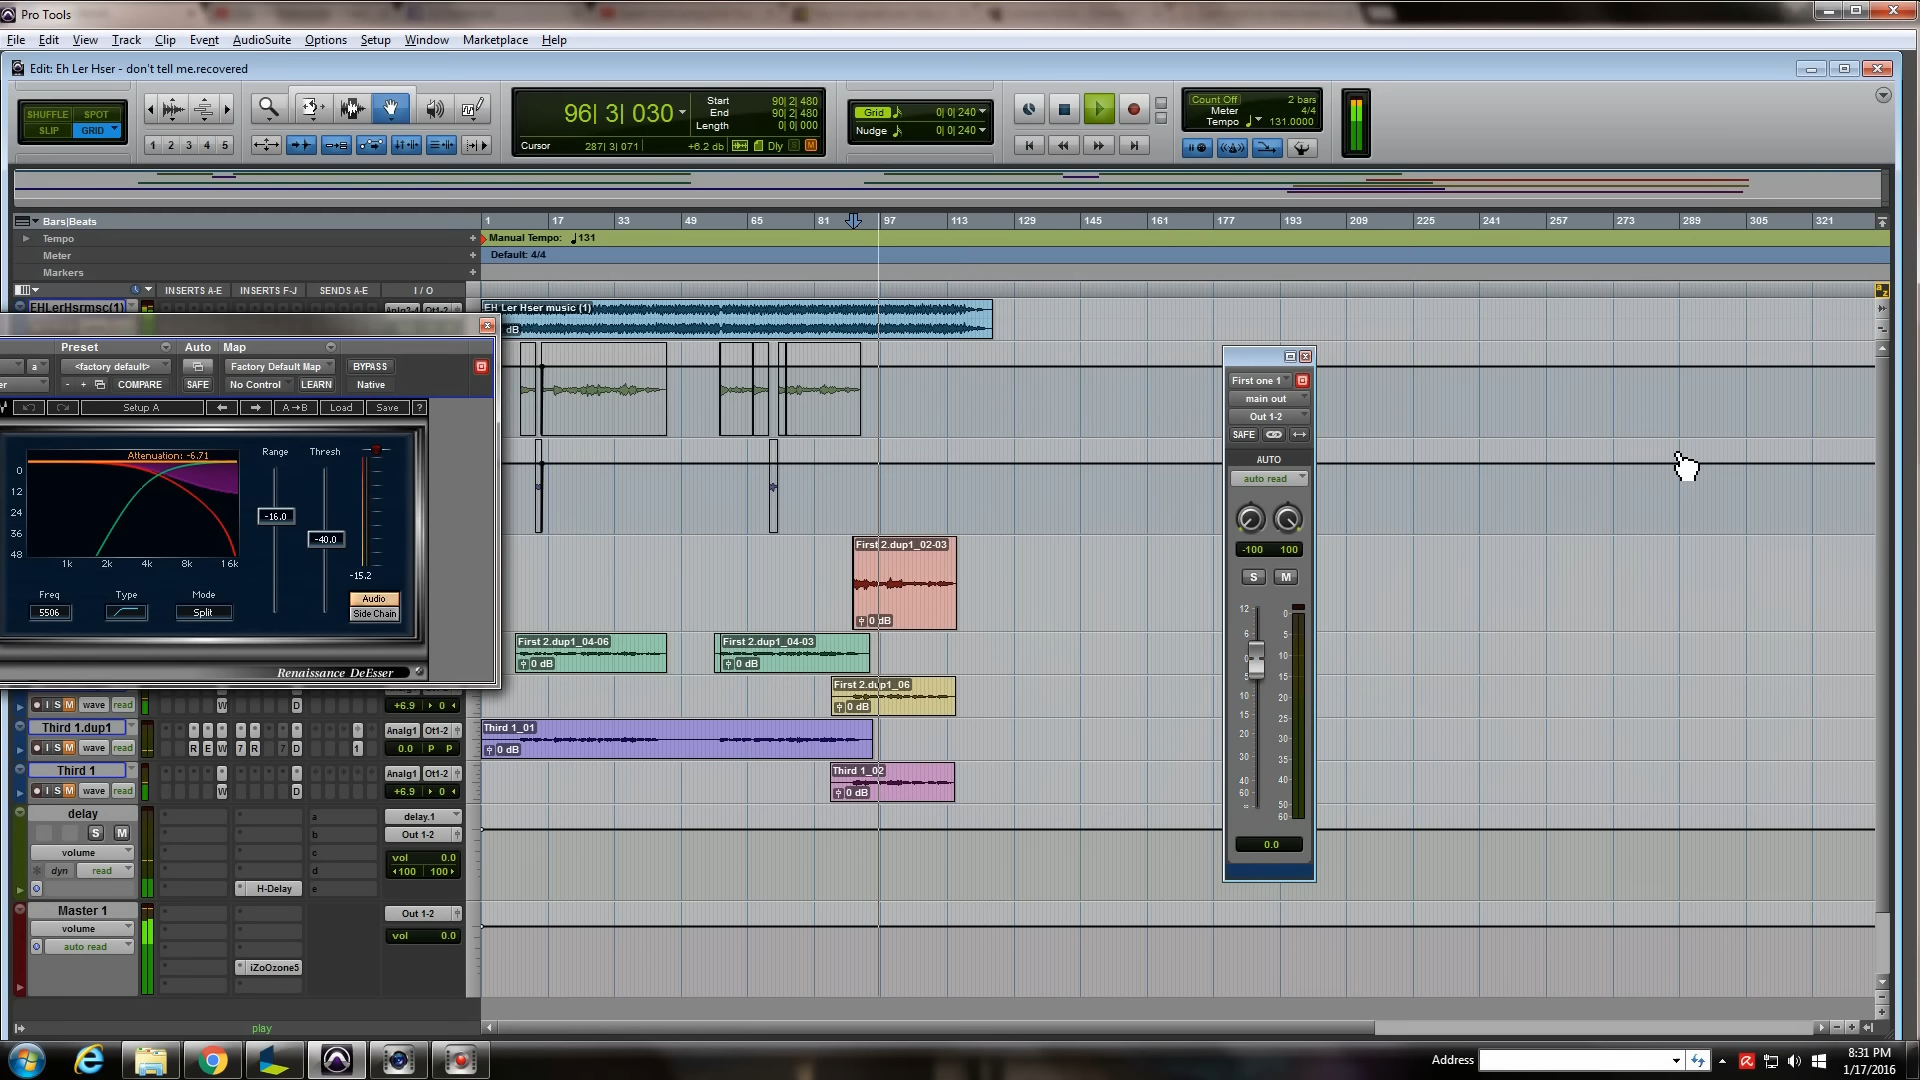 Pro Tools
File Edit View Track Clip Event AudioSuite Options Setup Window Marketplace Help
Edit: Eh Ler Hser - don't tell me.recovered
SHUFFLE SPOT
SLIP GRID
1 2 3 4 5
96| 3| 030
Start 90| 2| 480
End 90| 2| 480
Length 0| 0| 000
Cursor 287| 3| 071 +6.2 db Dly S M
Grid 0| 0| 240
Nudge 0| 0| 240
Count Off 2 bars
Meter 4/4
Tempo 131.0000
Bars|Beats 1 17 33 49 65 81 97 113 129 145 161 177 193 209 225 241 257 273 289 305 321
Tempo + Manual Tempo: 131
Meter + Default: 4/4
Markers +
INSERTS A-E INSERTS F-J SENDS A-E I / O
a z
EHLerHsrmsc(1)
EH Ler Hser music (1)
dB
Preset Auto Map
a <factory default> Factory Default Map BYPASS
er - + COMPARE SAFE No Control LEARN Native
Setup A A→B Load Save ?
Attenuation: -6.71 Range Thresh
0
12
24
36
48
-16.0
-40.0
1k 2k 4k 8k 16k
-15.2
Freq Type Mode
5506 Split
Audio
Side Chain
Renaissance DeEsser
First 2.dup1_02-03
0 dB
First 2.dup1_04-06
0 dB
First 2.dup1_04-03
0 dB
First 2.dup1_06
0 dB
I S M wave read W D +6.9 0
Third 1.dup1 Analg1 Ot1-2
I S M wave read R E W 7 R 7 D 1 0.0 P P
Third 1_01
0 dB
Third 1 Analg1 Ot1-2
I S M wave read W D +6.9 0
Third 1_02
0 dB
delay a delay.1
S M b Out 1-2
volume c vol 0.0
dyn read d 100 100
H-Delay e
Master 1 Out 1-2
volume vol 0.0
auto read
iZoOzone5
play
First one 1
main out
Out 1-2
SAFE
AUTO
auto read
-100 100
S M
12
6
0
5
10
15
20
30
40
60
∞
0
5
10
15
20
25
30
35
40
50
60
0.0
Address
8:31 PM
1/17/2016